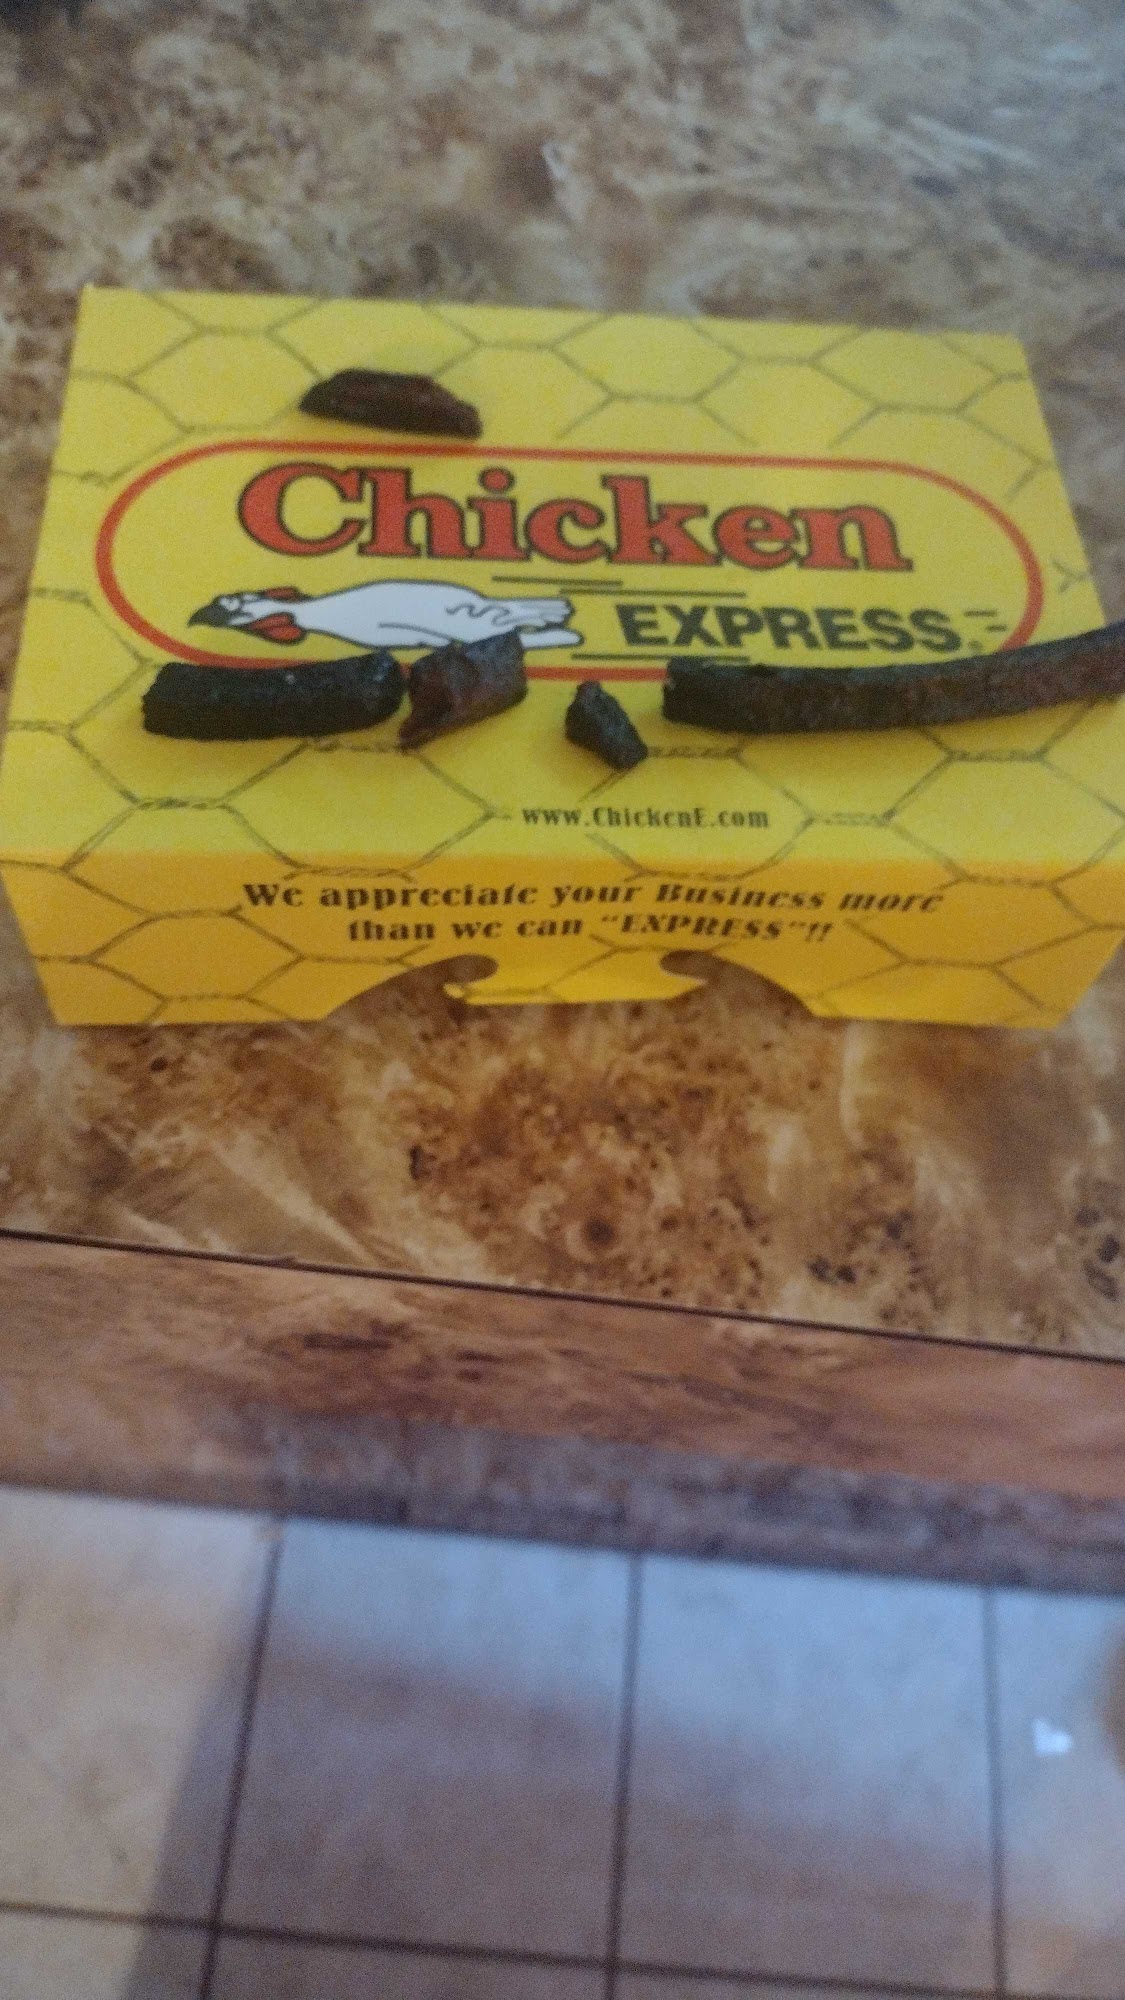 Chicken
EXPRESS
www.ChickenE.com
We appreciate your Business more
than we can "EXPRESS"!!